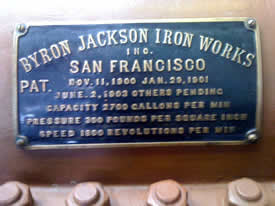 BYRON JACKSON IRON WORKS
INC.
SAN FRANCISCO
PAT. NOV. 11, 1900 JAN. 29, 1901
JUNE. 2, 1903 OTHERS PENDING
CAPACITY 2700 GALLONS PER MIN
PRESSURE 300 POUNDS PER SQUARE INCH
SPEED REVOLUTIONS PER MIN